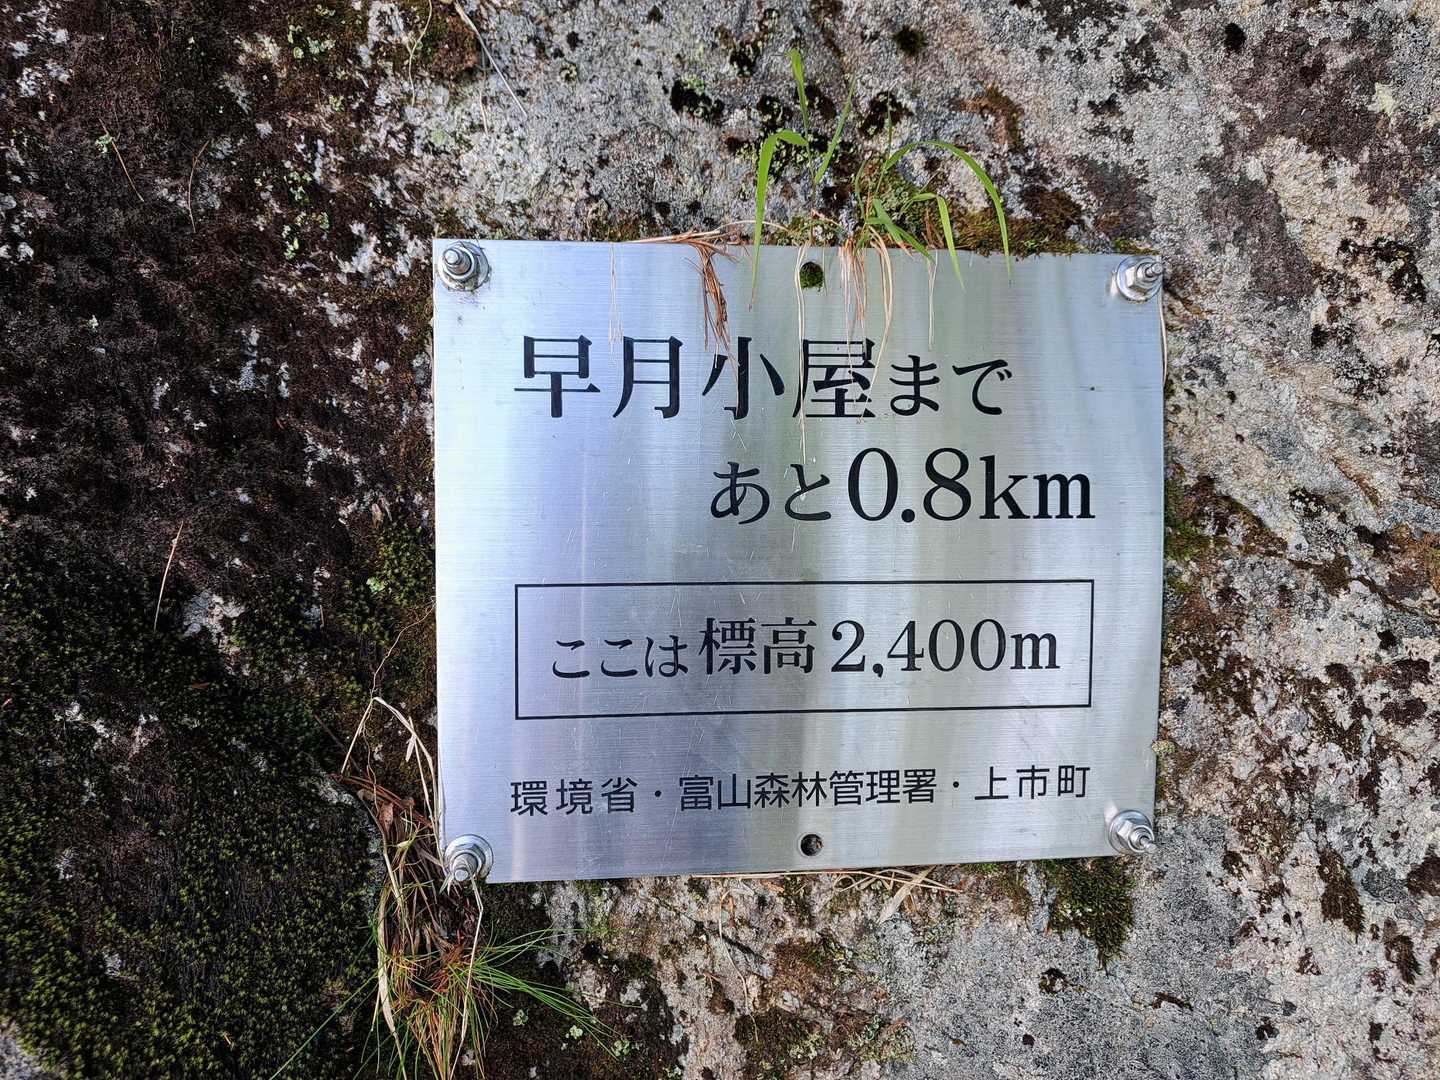 早月小屋まで
あと0.8km
ここは標高2,400m
環境省・富山森林管理署・上市町